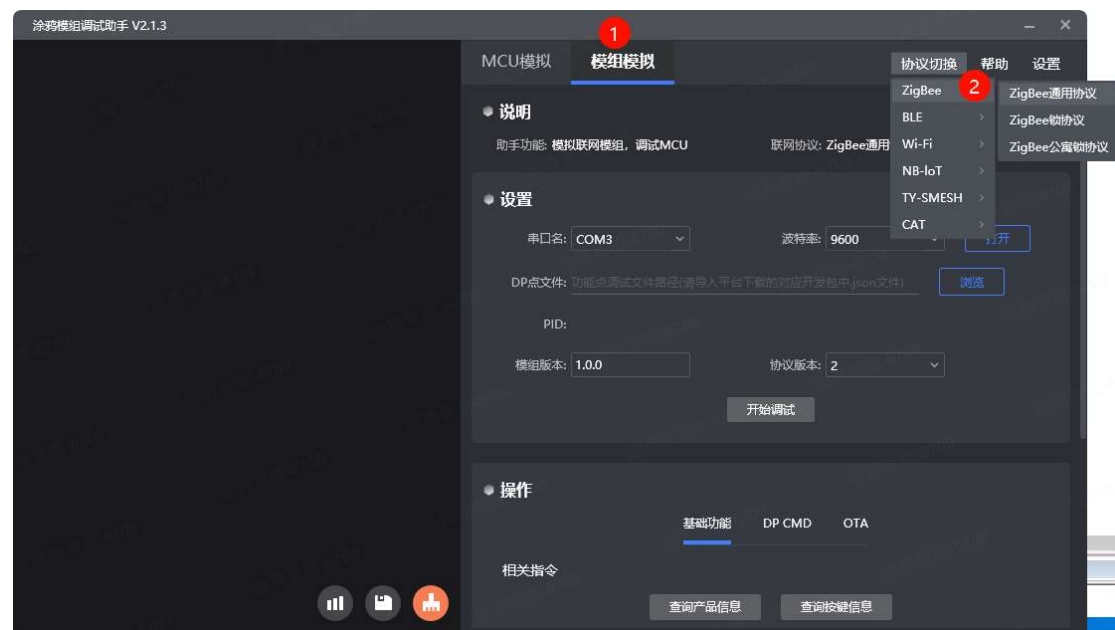 涂鸦模组调试助手 V2.1.3
1
MCU模拟 模组模拟 协议切换 帮助 设置
ZigBee 2 ZigBee通用协议
BLE ZigBee锁协议
Wi-Fi ZigBee公寓锁协议
NB-IoT
TY-SMESH
CAT
说明
助手功能: 模拟联网模组，调试MCU 联网协议: ZigBee通用
设置
串口名: COM3 波特率: 9600 打开
DP点文件: 功能点调试文件路径(请导入平台下载的对应开发包中.json文件) 浏览
PID:
模组版本: 1.0.0 协议版本: 2
开始调试
操作
基础功能 DP CMD OTA
相关指令
查询产品信息 查询按键信息